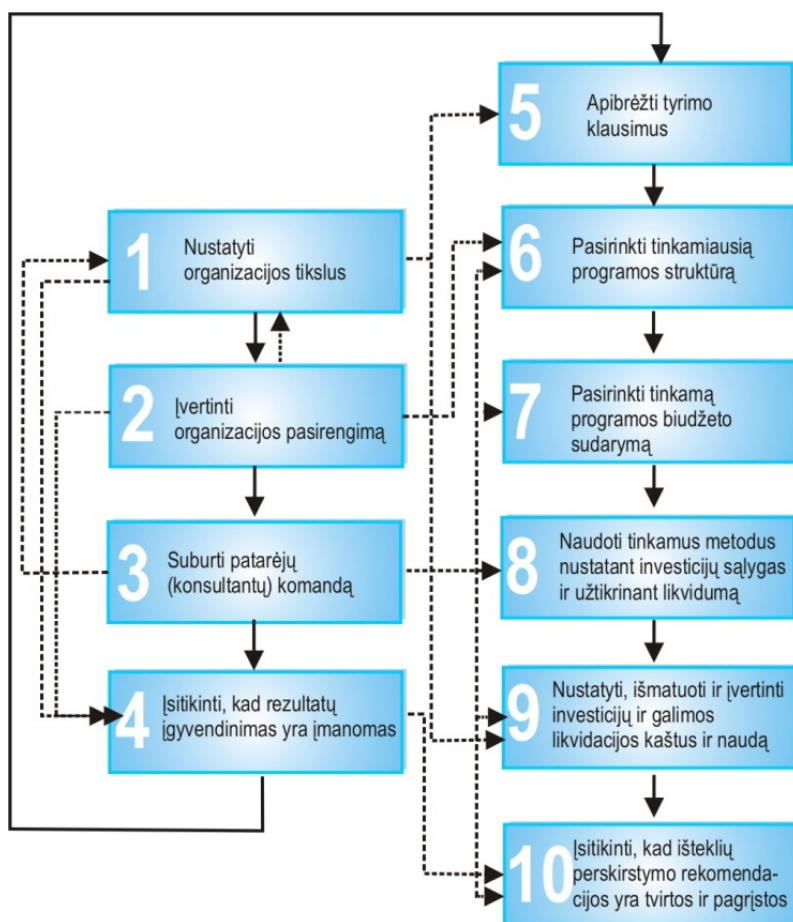 1
Nustatyti
organizacijos tikslus
2
Įvertinti
organizacijos pasirengimą
3
Suburti patarėjų
(konsultantų) komandą
4
Įsitikinti, kad rezultatų
įgyvendinimas yra įmanomas
5
Apibrėžti tyrimo
klausimus
6
Pasirinkti tinkamiausią
programos struktūrą
7
Pasirinkti tinkamą
programos biudžeto
sudarymą
8
Naudoti tinkamus metodus
nustatant investicijų sąlygas
ir užtikrinant likvidumą
9
Nustatyti, išmatuoti ir įvertinti
investicijų ir galimos
likvidacijos kaštus ir naudą
10
Įsitikinti, kad išteklių
perskirstymo rekomenda-
cijos yra tvirtos ir pagrįstos